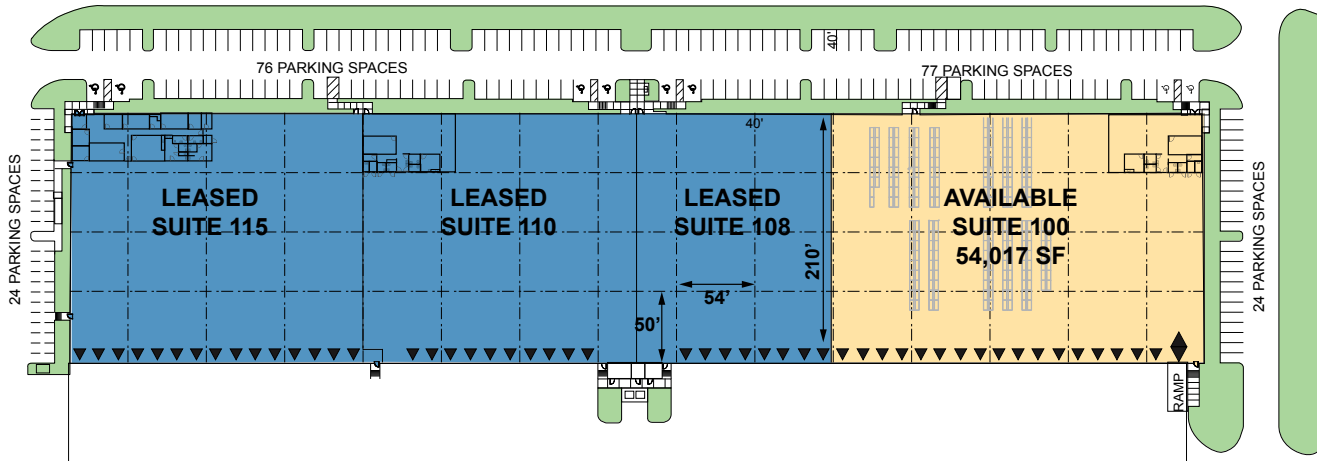 40'
76 PARKING SPACES
77 PARKING SPACES
40'
24 PARKING SPACES
LEASED
SUITE 115
LEASED
SUITE 110
LEASED
SUITE 108
AVAILABLE
SUITE 100
54,017 SF
210’
54’
50’
24 PARKING SPACES
RAMP